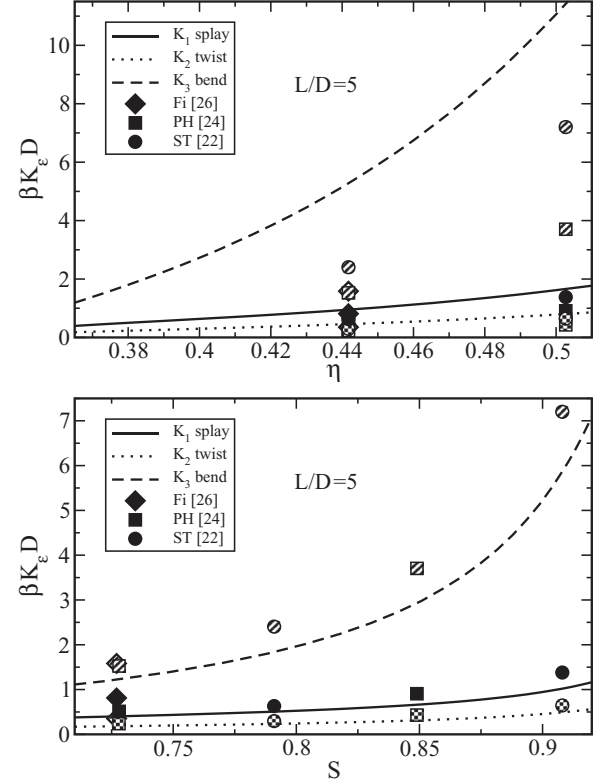 10
8
6
4
2
0
βKεD
K1 splay
K2 twist
K3 bend
Fi [26]
PH [24]
ST [22]
L/D=5
0.38 0.4 0.42 0.44 0.46 0.48 0.5
η
7
6
5
4
3
2
1
0
βKεD
K1 splay
K2 twist
K3 bend
Fi [26]
PH [24]
ST [22]
L/D=5
0.75 0.8 0.85 0.9
S